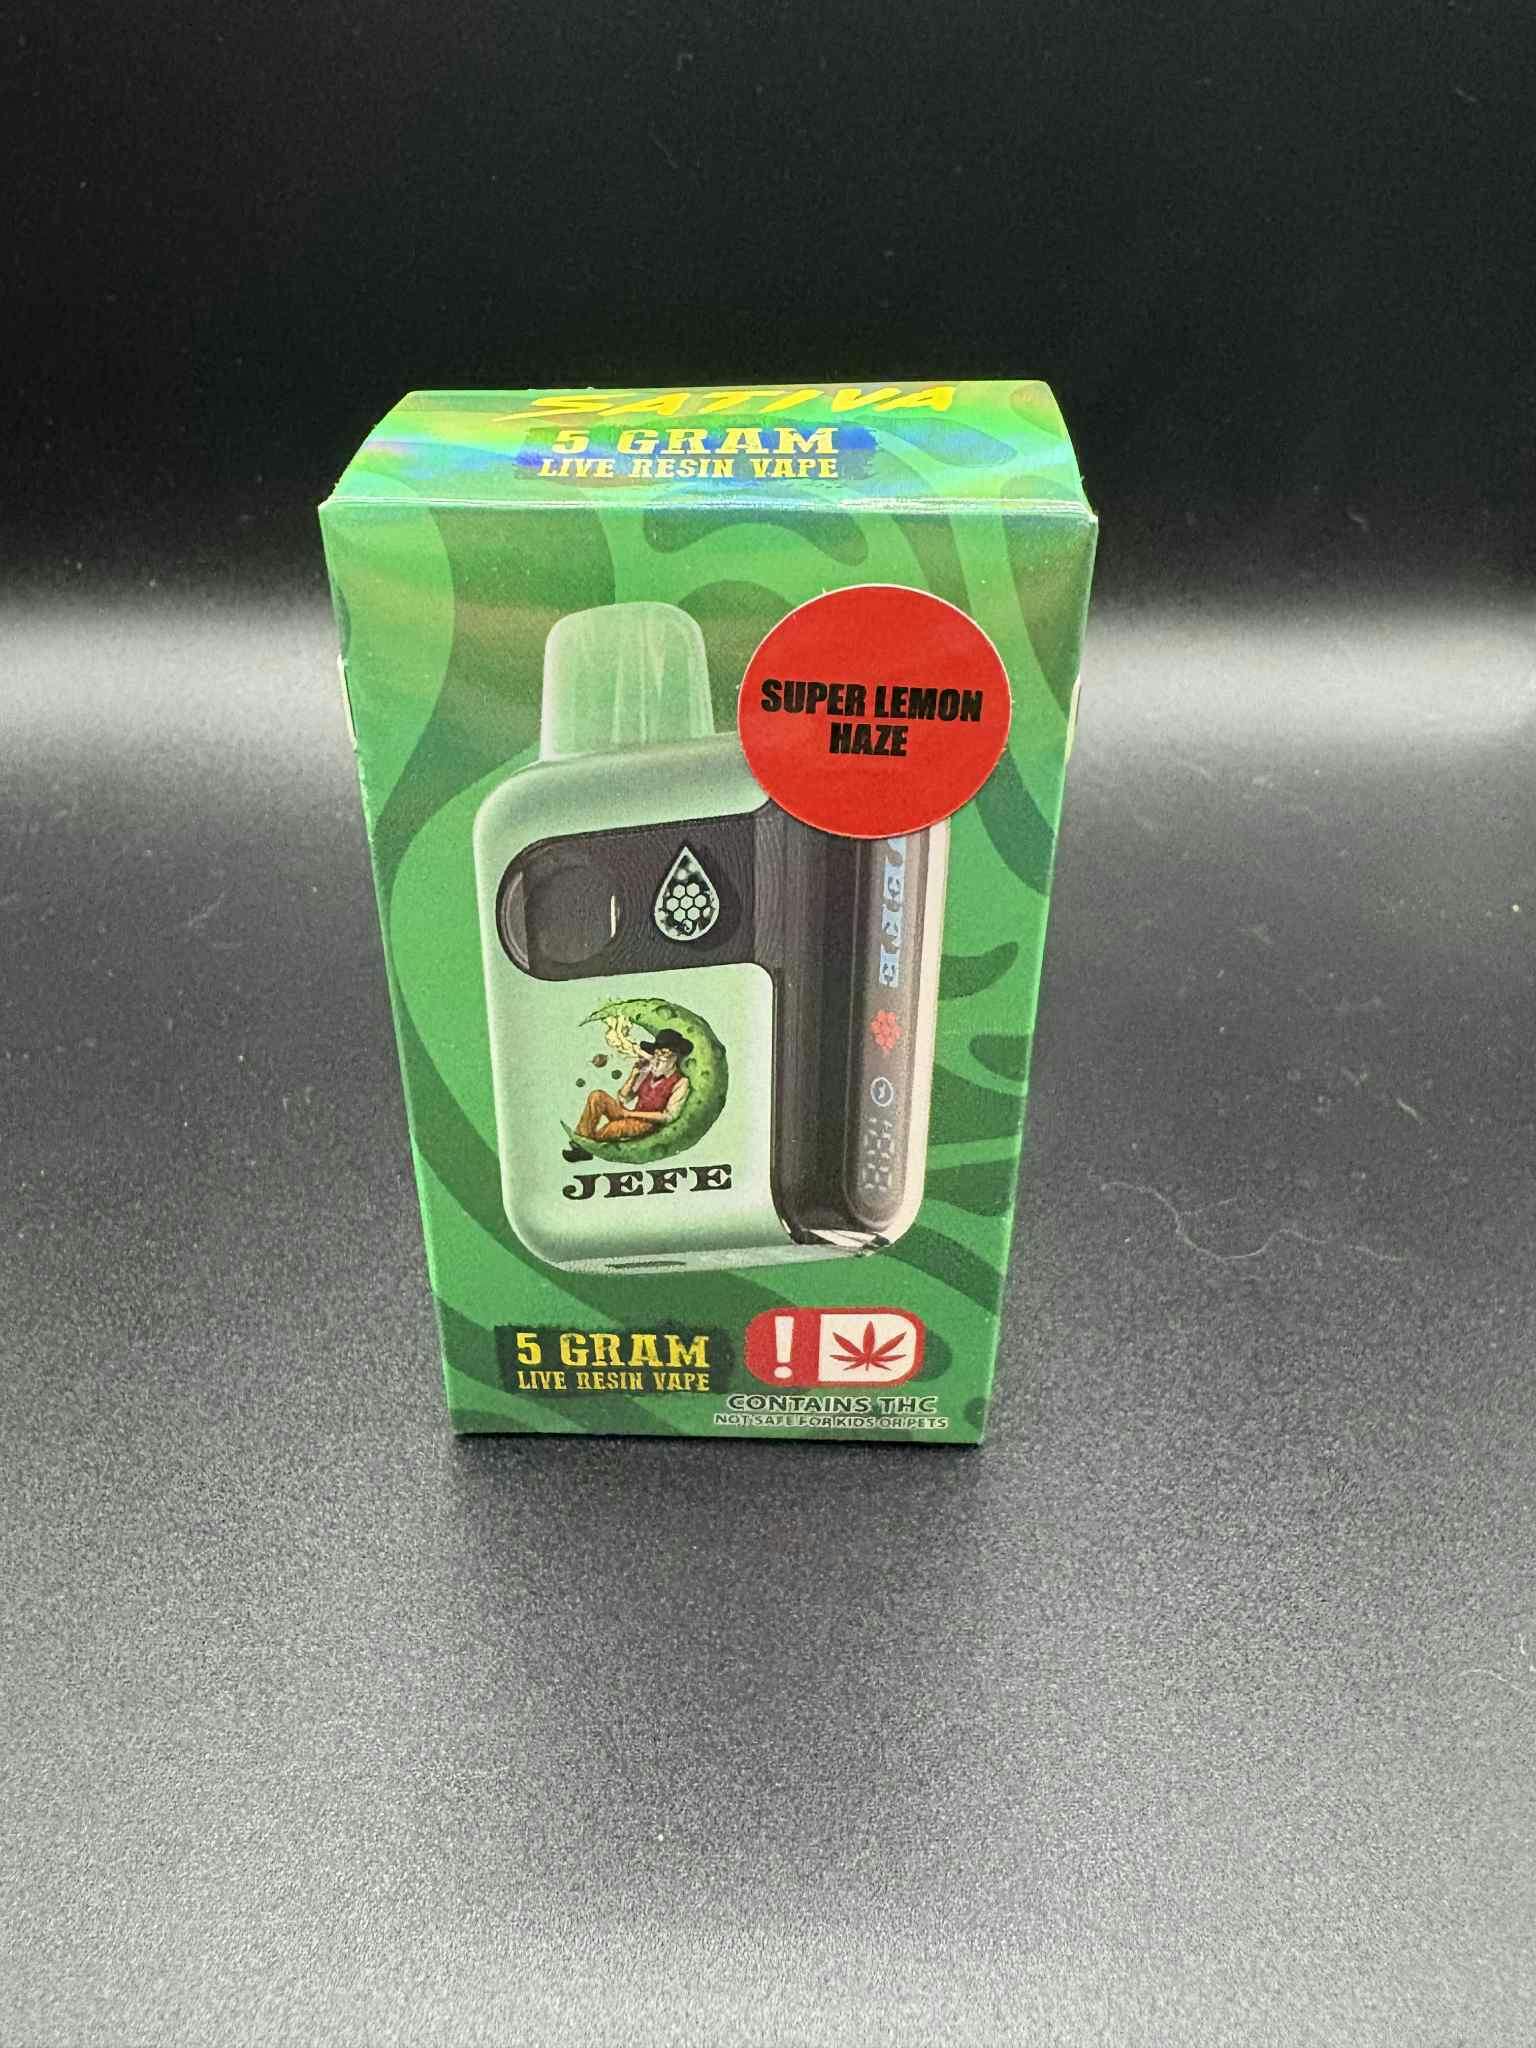 SATIVA
5 GRAM
LIVE RESIN VAPE
SUPER LEMON
HAZE
JEFE
5 GRAM
LIVE RESIN VAPE
!
CONTAINS THC
NOT SAFE FOR KIDS OR PETS